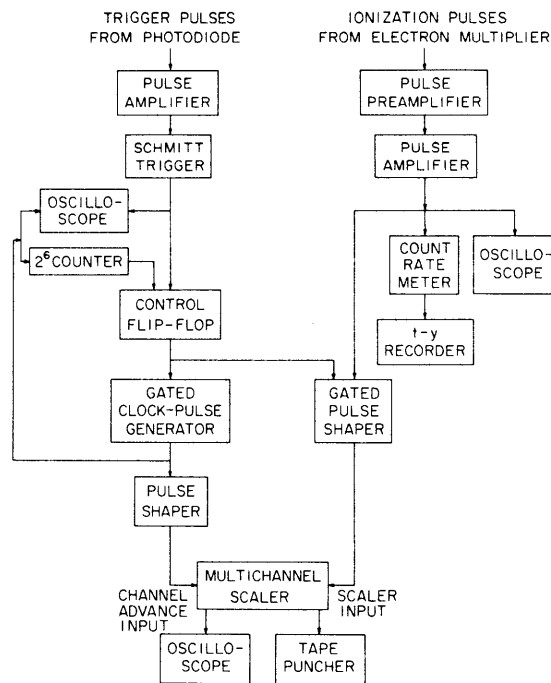 TRIGGER PULSES
FROM PHOTODIODE
IONIZATION PULSES
FROM ELECTRON MULTIPLIER
PULSE
AMPLIFIER
PULSE
PREAMPLIFIER
SCHMITT
TRIGGER
PULSE
AMPLIFIER
OSCILLO-
SCOPE
2⁶ COUNTER
COUNT
RATE
METER
OSCILLO-
SCOPE
CONTROL
FLIP-FLOP
t-y
RECORDER
GATED
CLOCK-PULSE
GENERATOR
GATED
PULSE
SHAPER
PULSE
SHAPER
CHANNEL
ADVANCE
INPUT
MULTICHANNEL
SCALER
SCALER
INPUT
OSCILLO-
SCOPE
TAPE
PUNCHER